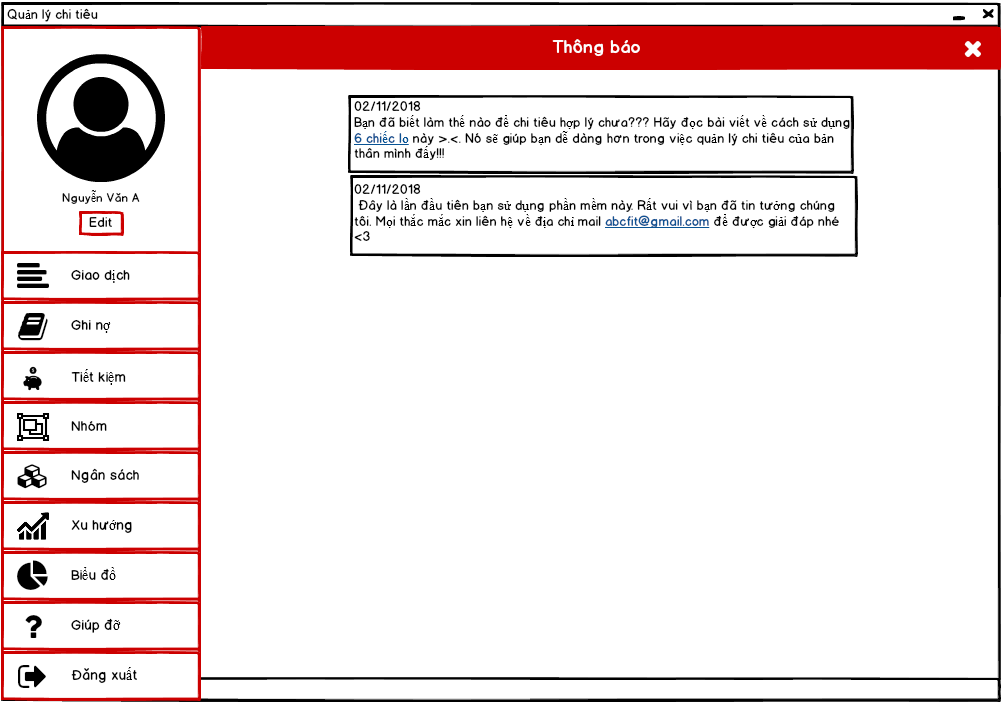 Quản lý chi tiêu
Thông báo
Nguyễn Văn A
Edit
Giao dịch
Ghi nợ
Tiết kiệm
Nhóm
Ngân sách
Xu hướng
Biểu đồ
Giúp đỡ
Đăng xuất
02/11/2018
Bạn đã biết làm thế nào để chi tiêu hợp lý chưa??? Hãy đọc bài viết về cách sử dụng
6 chiếc lo này >.<. Nó sẽ giúp bạn dễ dàng hơn trong việc quản lý chi tiêu của bản
thân mình đấy!!!
02/11/2018
Đây là lần đầu tiên bạn sử dụng phần mềm này. Rất vui vì bạn đã tin tưởng chúng
tôi. Mọi thắc mắc xin liên hệ về địa chỉ mail abcfit@gmail.com để được giải đáp nhé
<3